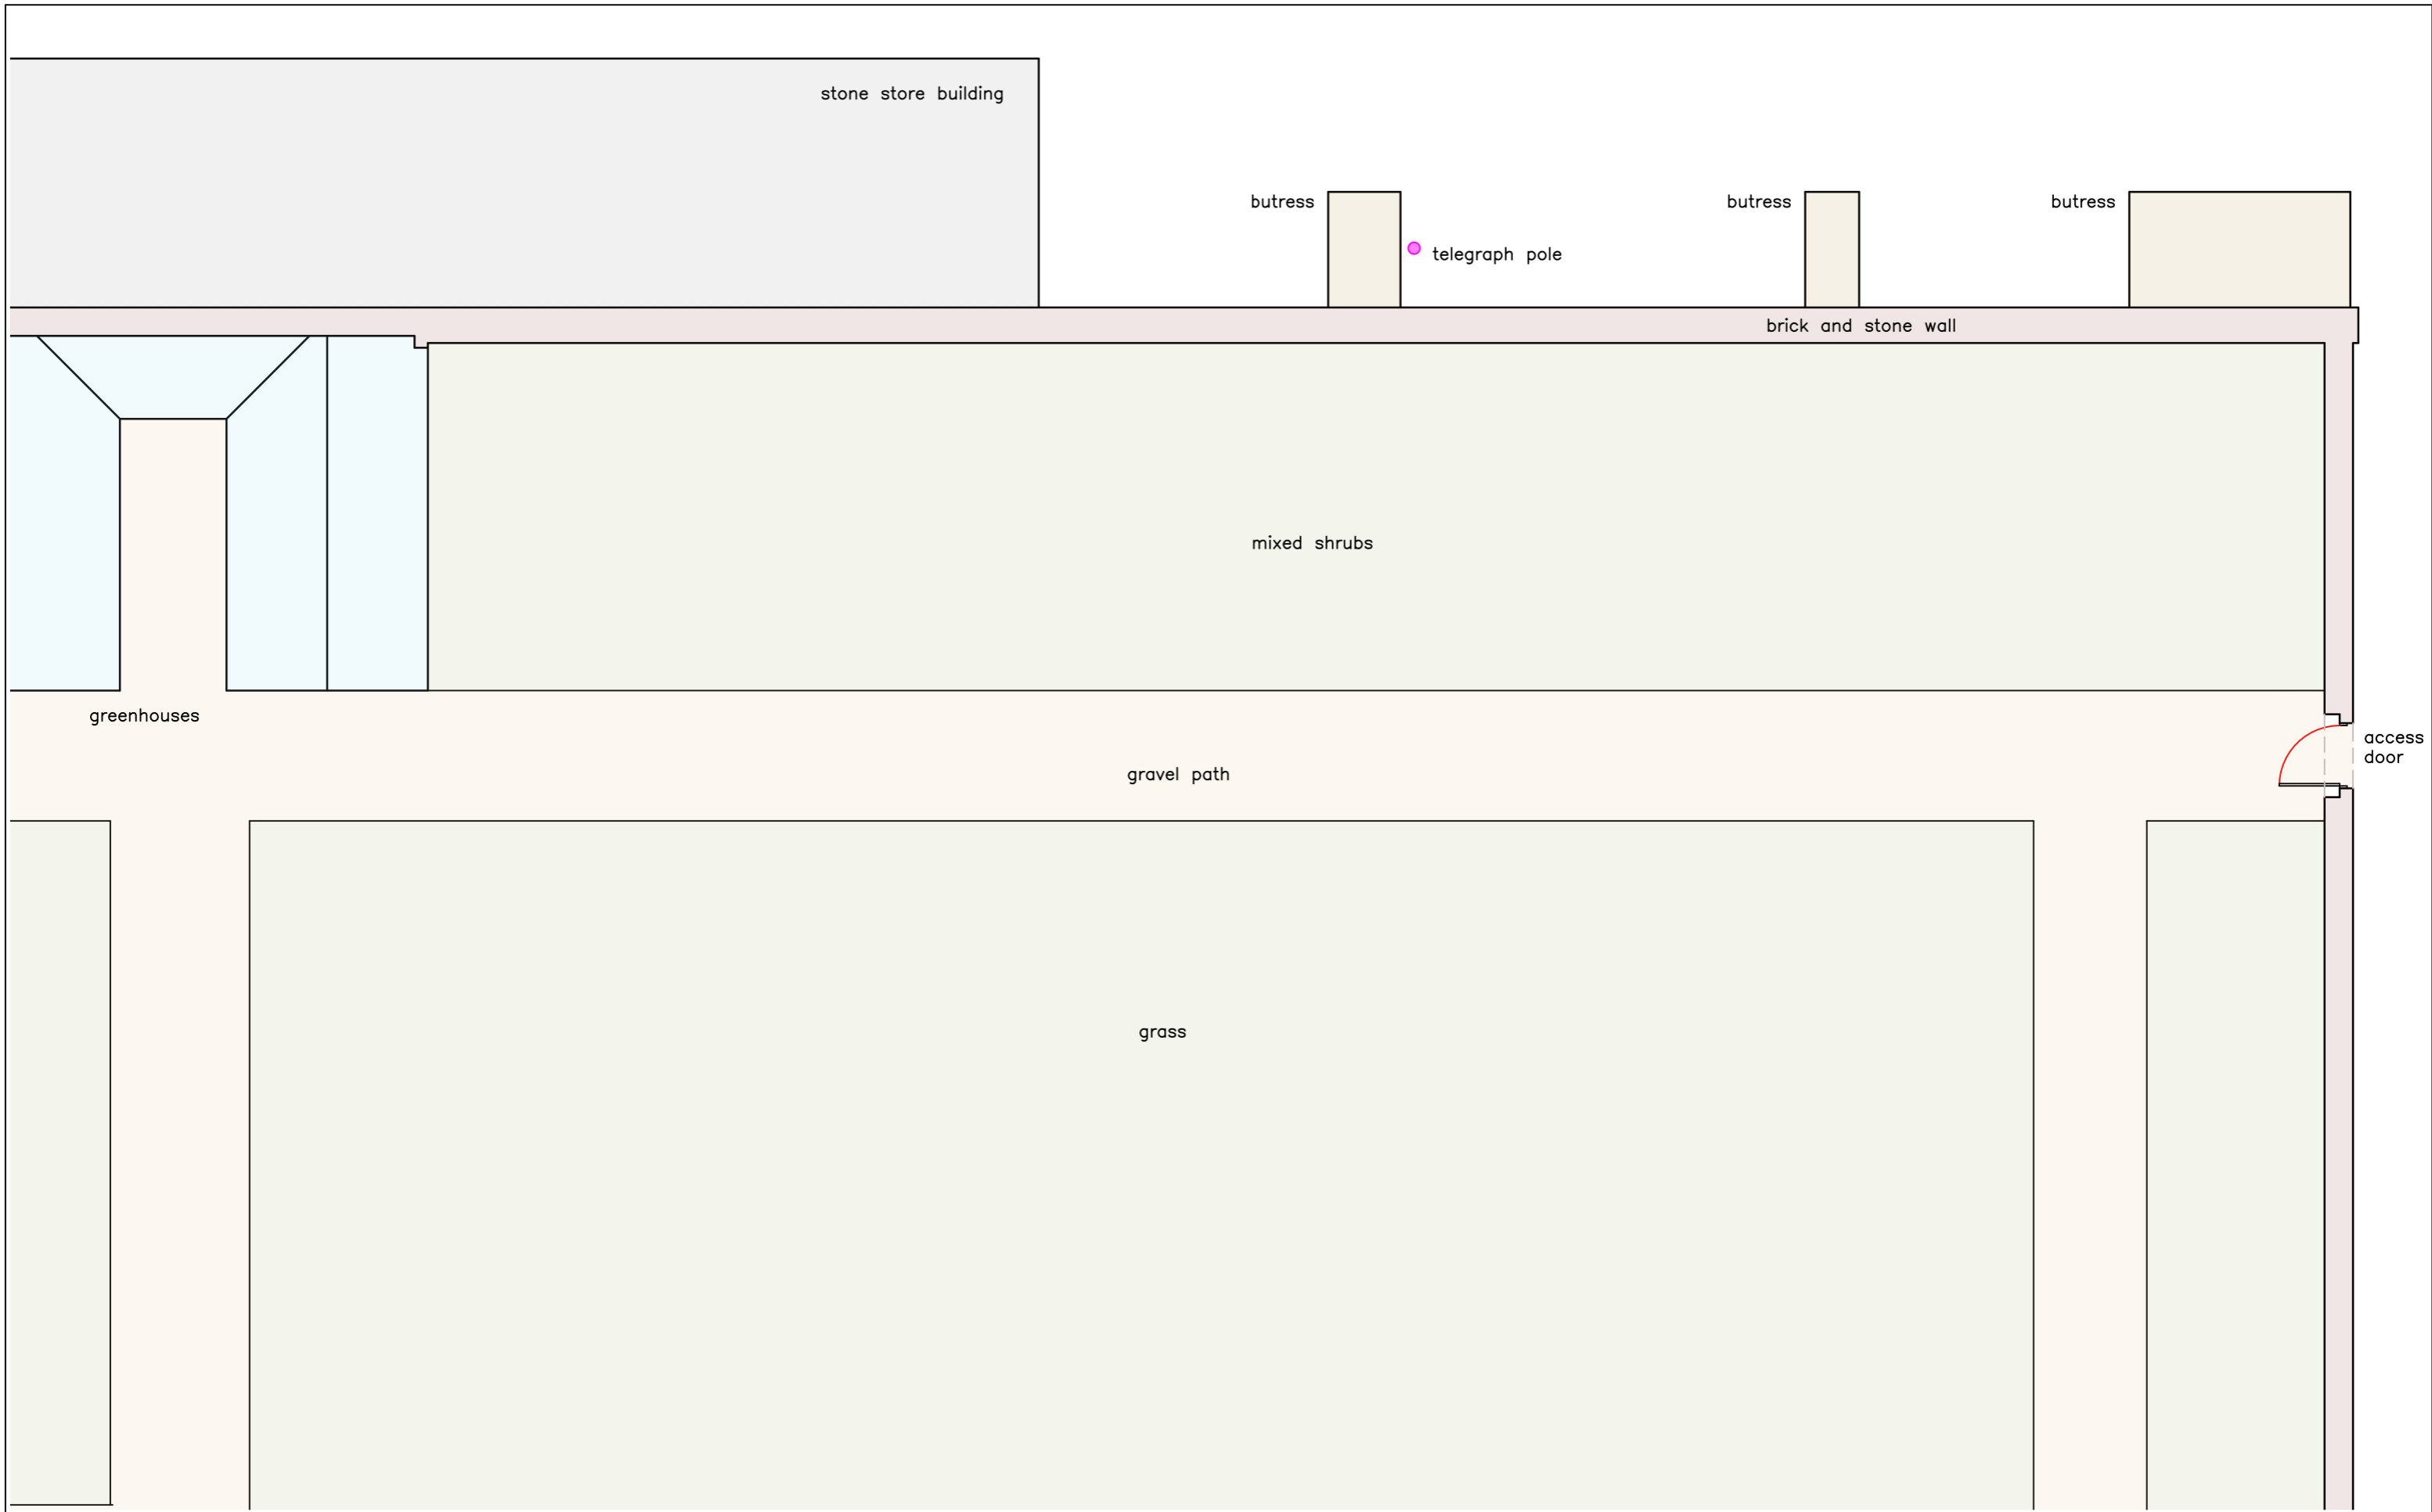 stone store building
butress
butress
butress
telegraph pole
brick and stone wall
mixed shrubs
greenhouses
access
door
gravel path
grass